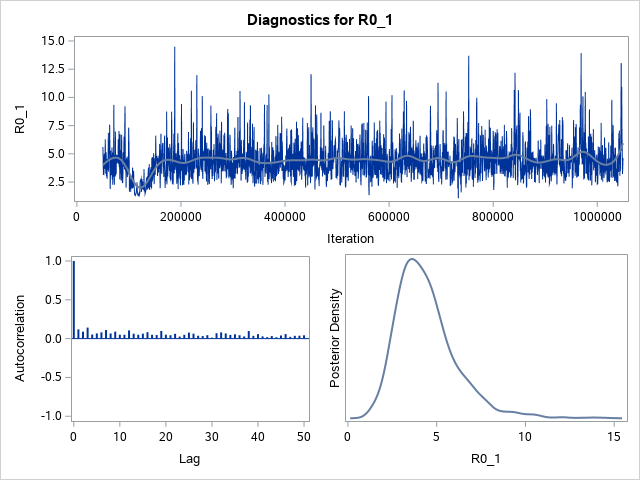 Diagnostics for R0_1
15.0
12.5
10.0
7.5
5.0
2.5
R0_1
0 200000 400000 600000 800000 1000000
Iteration
1.0
0.5
0.0
-0.5
-1.0
Autocorrelation
0 10 20 30 40 50
Lag
Posterior Density
0 5 10 15
R0_1